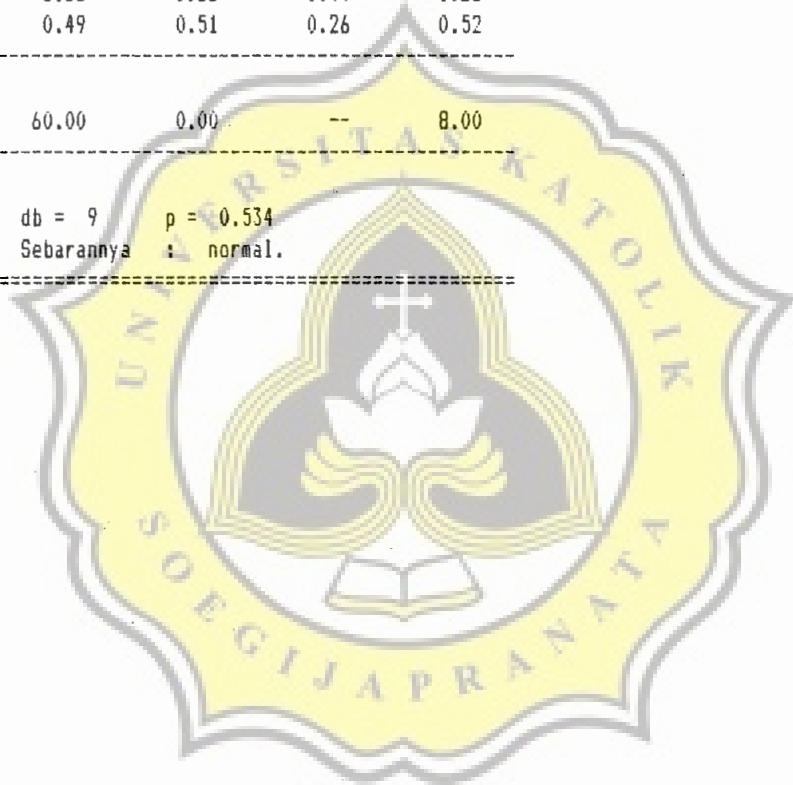 0.49 0.51 0.26 0.52
60.00 0.00 -- 8.00
db = 9 p = 0.534
Sebarannya : normal.
UNIVERSITAS KATOLIK
SOEGIJAPRANATA